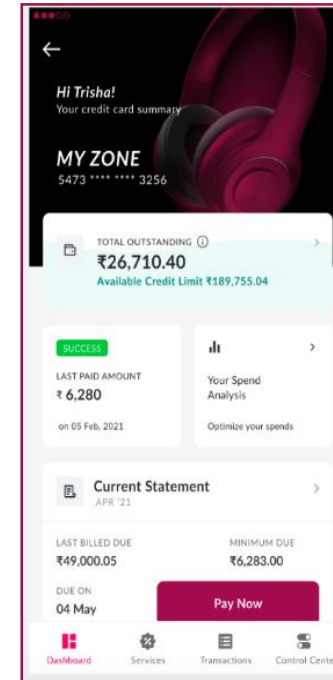 Hi Trisha!
Your credit card summary
MY ZONE
5473 **** **** 3256
TOTAL OUTSTANDING
₹26,710.40
Available Credit Limit ₹189,755.04
SUCCESS
LAST PAID AMOUNT
₹ 6,280
on 05 Feb, 2021
Your Spend
Analysis
Optimize your spends
Current Statement
APR '21
LAST BILLED DUE
₹49,000.05
MINIMUM DUE
₹6,283.00
DUE ON
04 May
Pay Now
Dashboard
Services
Transactions
Control Cente